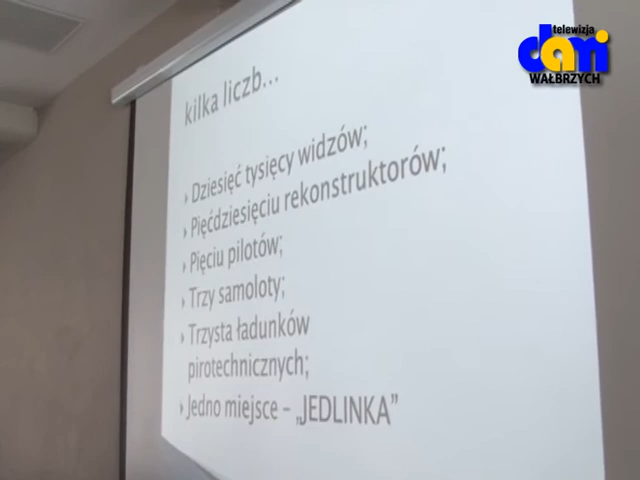 telewizja
dami
WAŁBRZYCH
kilka liczb...
Dziesięć tysięcy widzów;
Pięćdziesięciu rekonstruktorów;
Pięciu pilotów;
Trzy samoloty;
Trzysta ładunków
pirotechnicznych;
Jedno miejsce – „JEDLINKA”